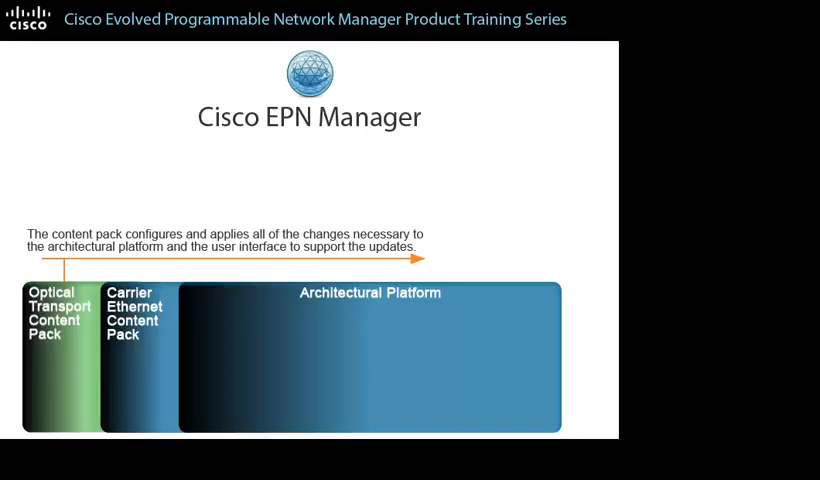 CISCO
Cisco Evolved Programmable Network Manager Product Training Series
Cisco EPN Manager
The content pack configures and applies all of the changes necessary to
the architectural platform and the user interface to support the updates.
Optical
Transport
Content
Pack
Carrier
Ethernet
Content
Pack
Architectural Platform